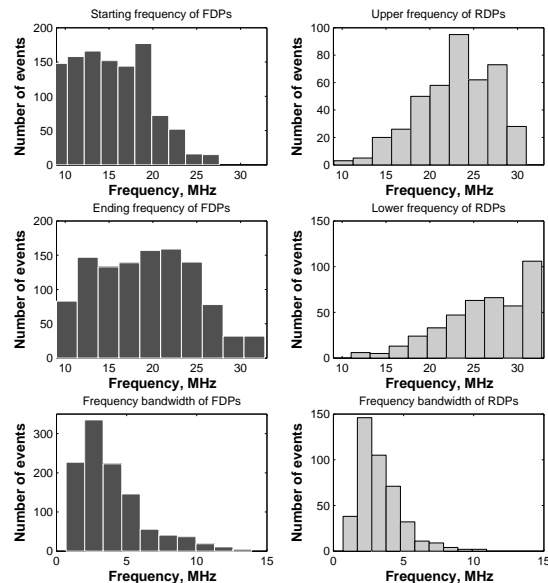 Starting frequency of FDPs
Number of events
200
150
100
50
0
10 15 20 25 30
Frequency, MHz
Upper frequency of RDPs
Number of events
100
80
60
40
20
0
10 15 20 25 30
Frequency, MHz
Ending frequency of FDPs
Number of events
200
150
100
50
0
10 15 20 25 30
Frequency, MHz
Lower frequency of RDPs
Number of events
150
100
50
0
10 15 20 25 30
Frequency, MHz
Frequency bandwidth of FDPs
Number of events
300
200
100
0
0 5 10 15
Frequency, MHz
Frequency bandwidth of RDPs
Number of events
150
100
50
0
0 5 10 15
Frequency, MHz